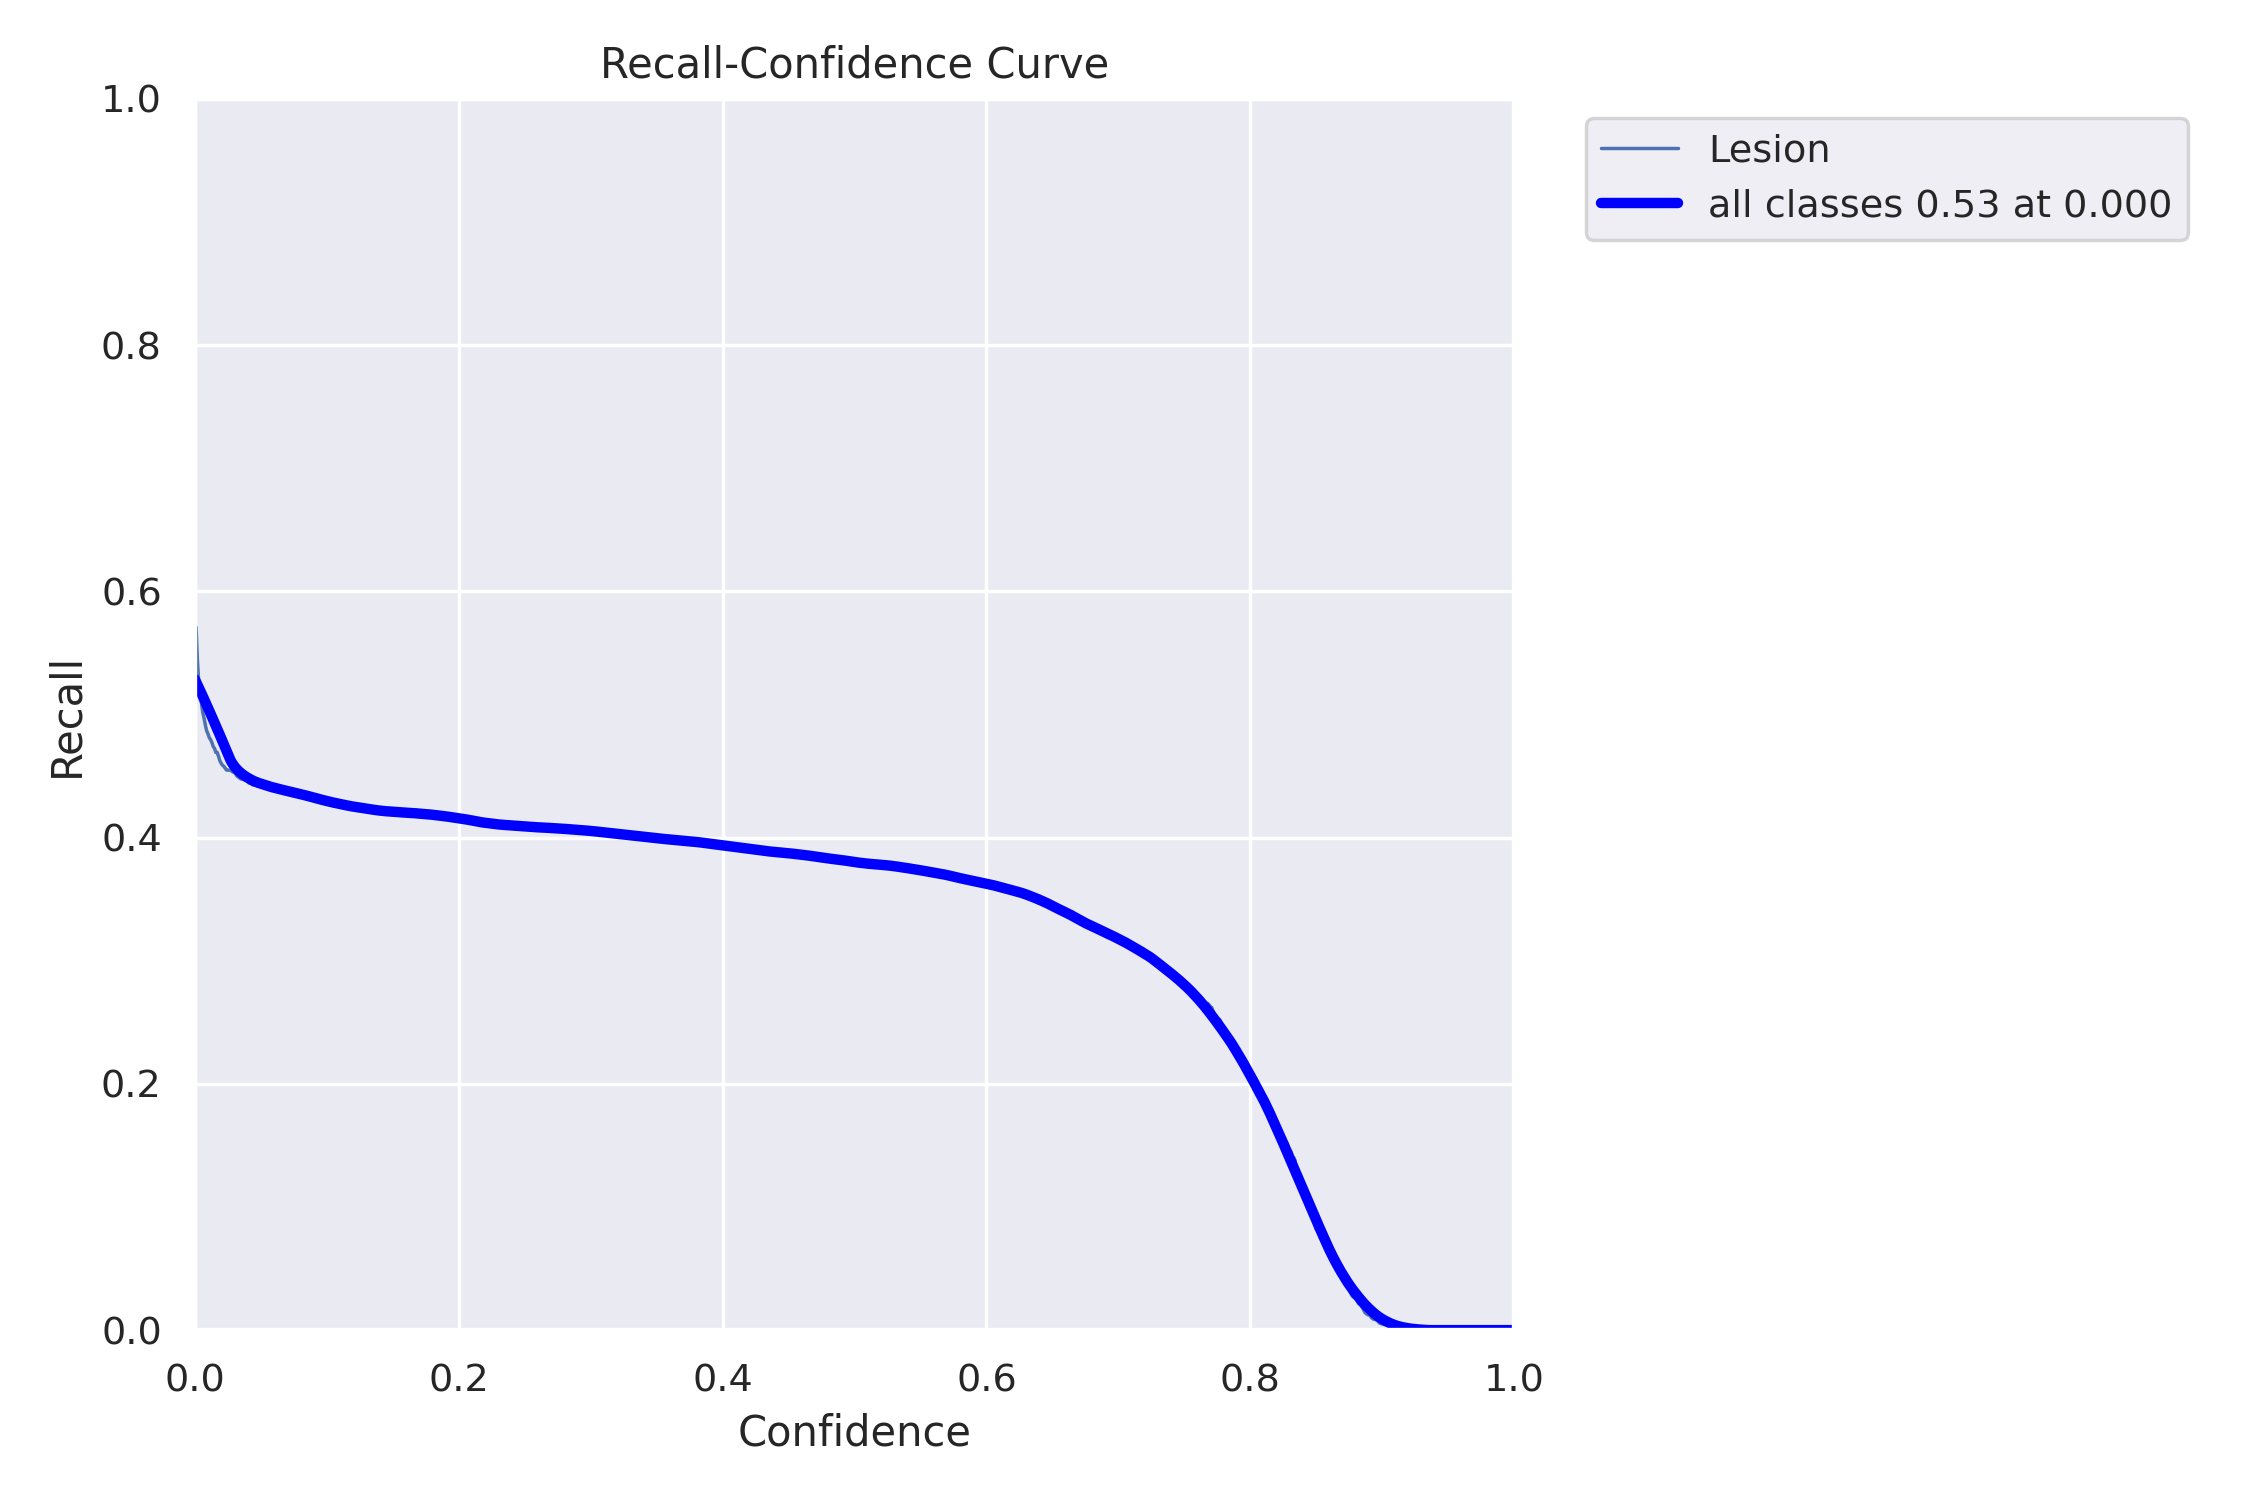 Recall-Confidence Curve
1.0
0.8
0.6
0.4
0.2
0.0
Recall
0.0 0.2 0.4 0.6 0.8 1.0
Confidence
Lesion
all classes 0.53 at 0.000